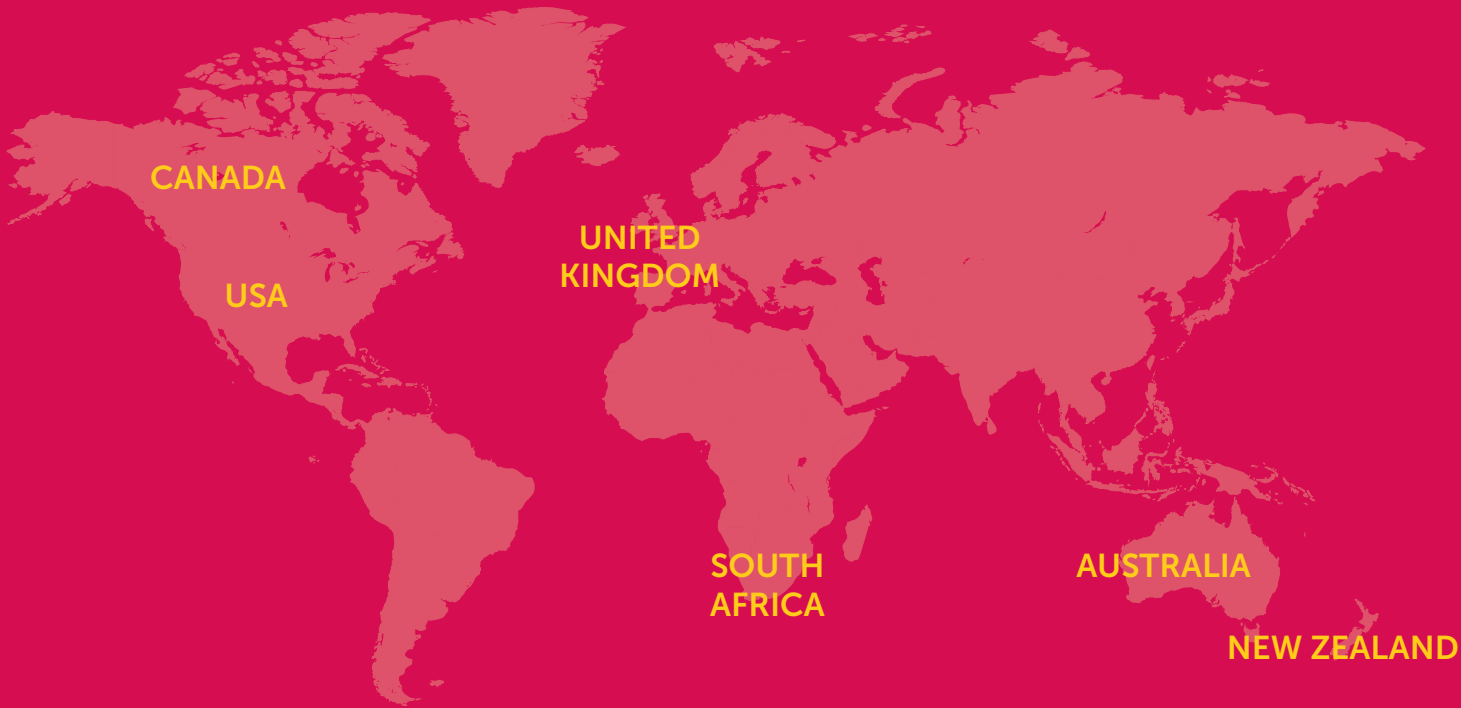 CANADA
USA
UNITED
KINGDOM
SOUTH
AFRICA
AUSTRALIA
NEW ZEALAND